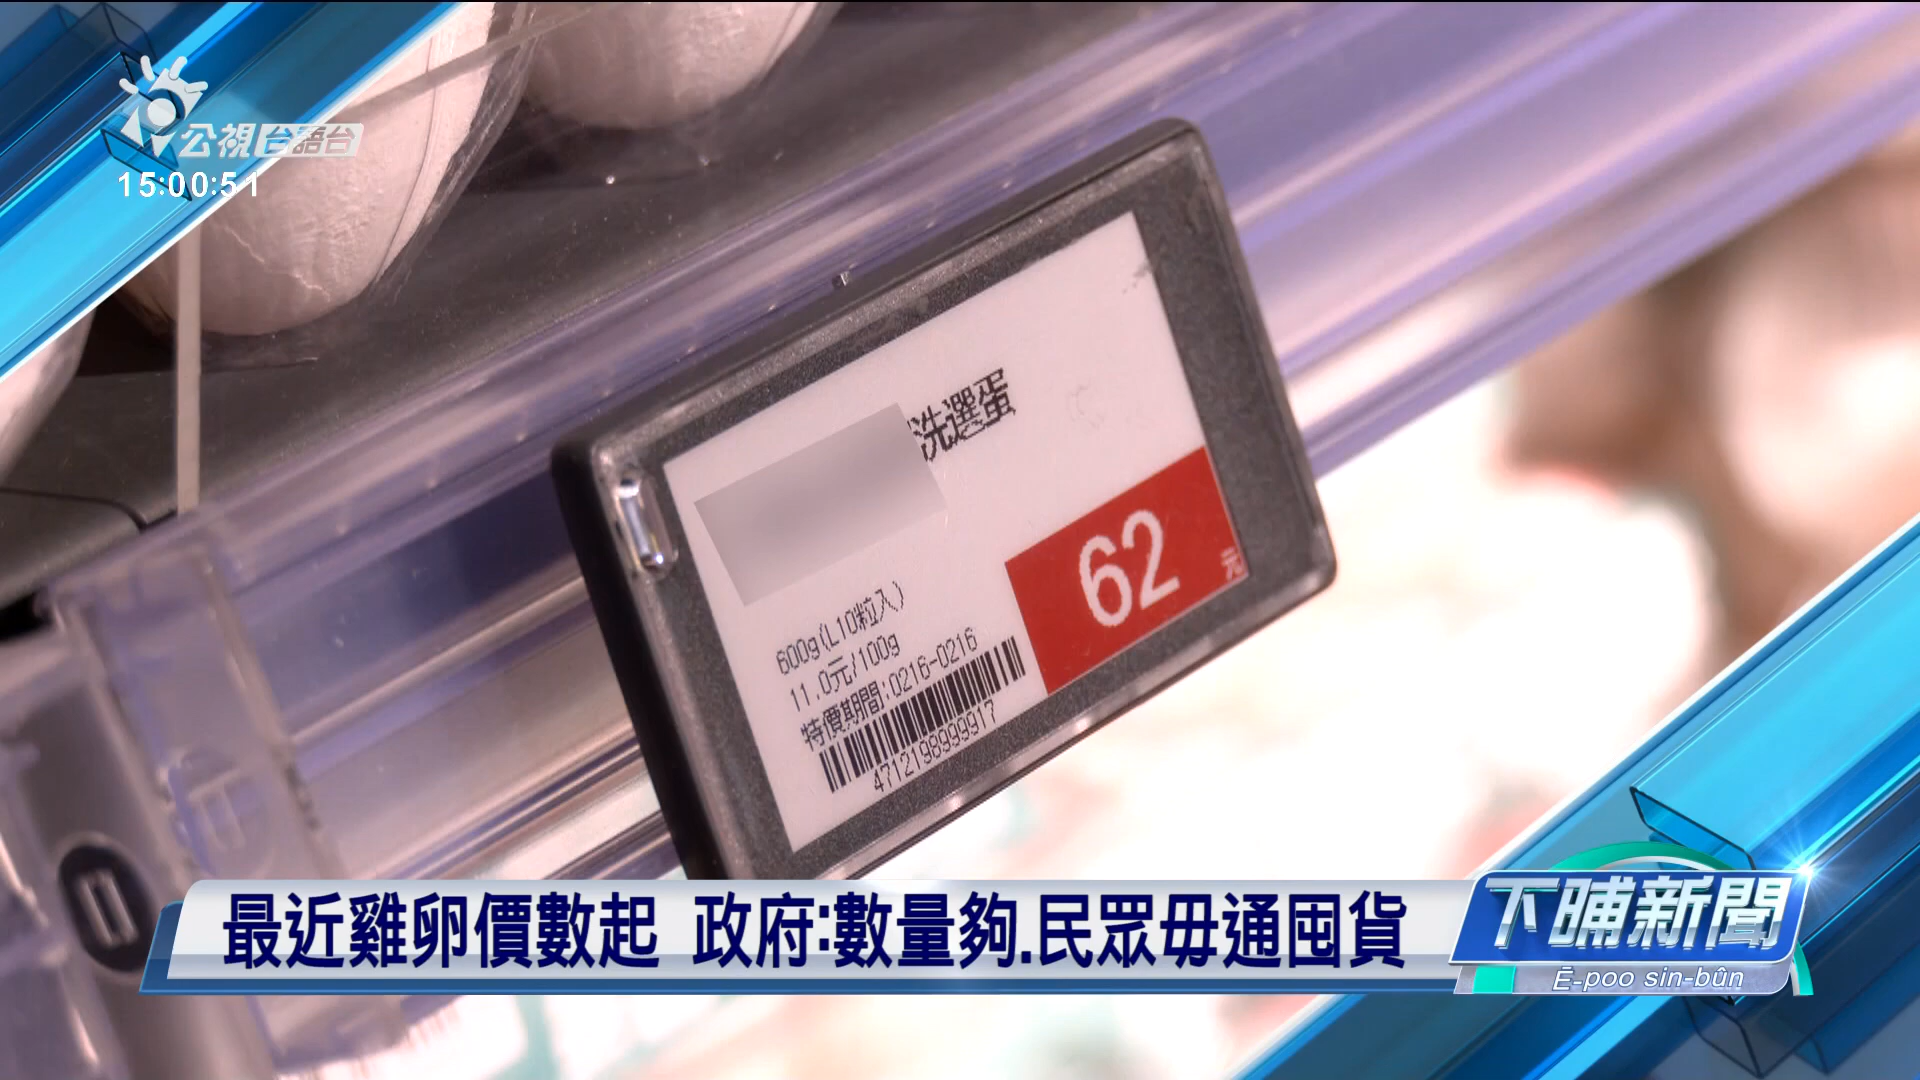 公視台語台
15:00:51
洗選蛋
600g(L10粒入)
11.0元/100g
特價期間:0216-0216
4712198999917
62元
最近雞卵價數起 政府:數量夠.民眾毋通囤貨
下晡新聞
Ē-poo sin-bûn